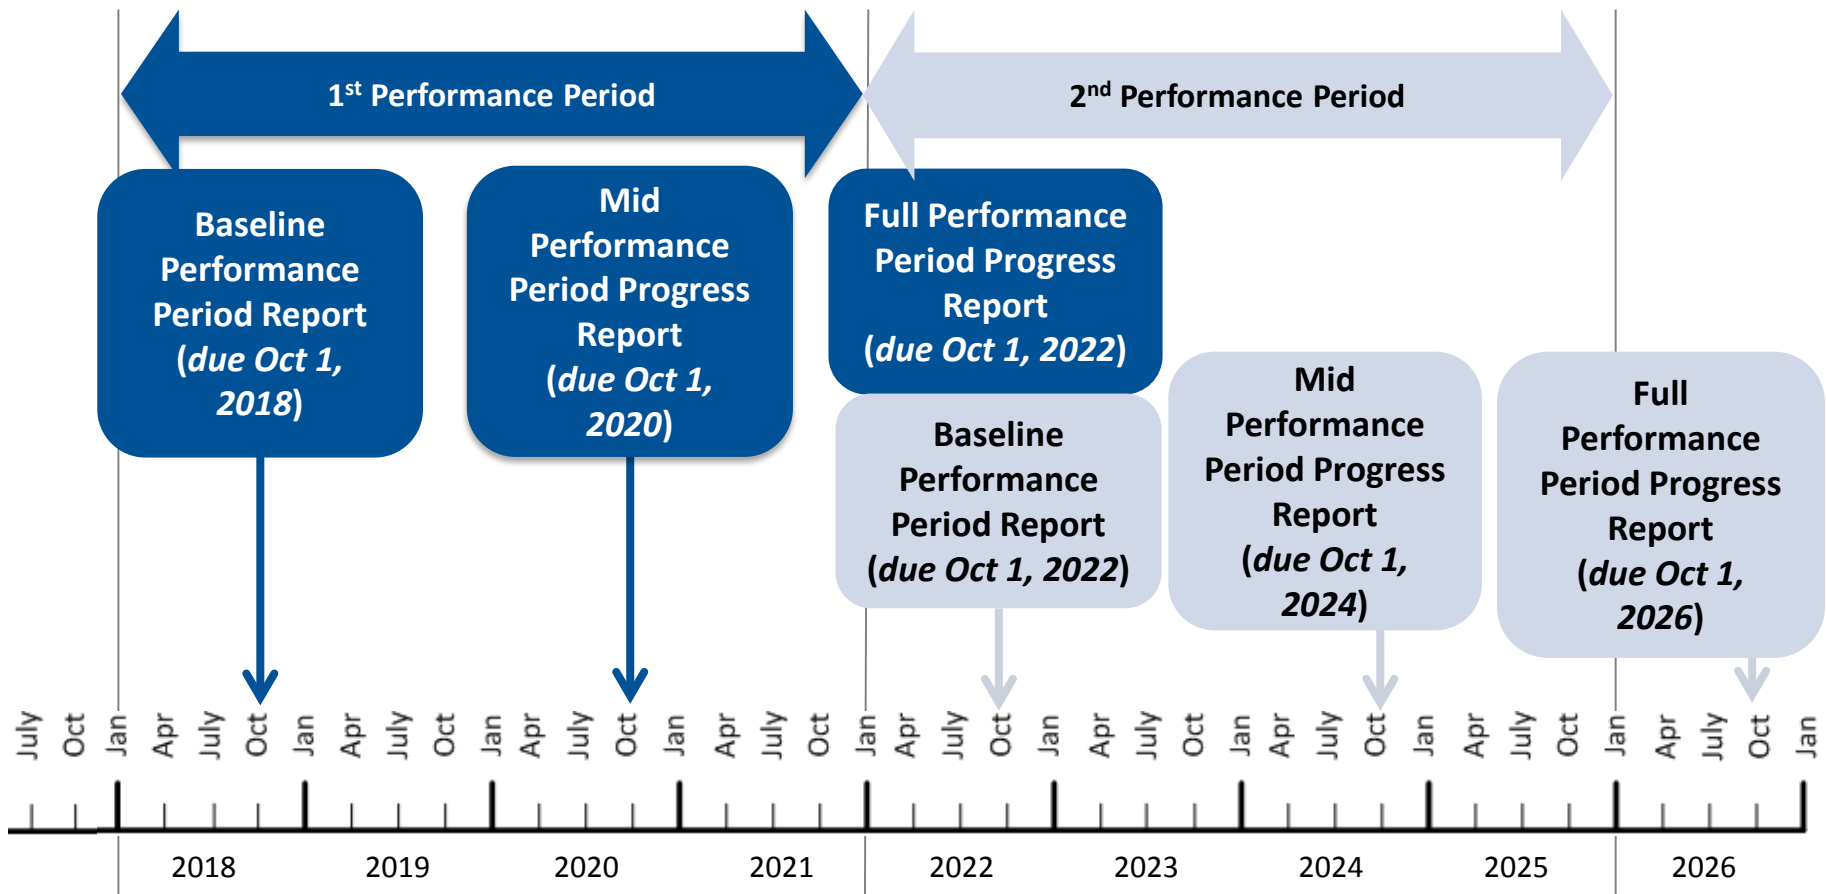 1st Performance Period
2nd Performance Period
Baseline
Performance
Period Report
(due Oct 1,
2018)
Mid
Performance
Period Progress
Report
(due Oct 1,
2020)
Full Performance
Period Progress
Report
(due Oct 1, 2022)
Baseline
Performance
Period Report
(due Oct 1, 2022)
Mid
Performance
Period Progress
Report
(due Oct 1,
2024)
Full
Performance
Period Progress
Report
(due Oct 1,
2026)
July Oct Jan Apr July Oct Jan Apr July Oct Jan Apr July Oct Jan Apr July Oct Jan Apr July Oct Jan Apr July Oct Jan Apr July Oct Jan Apr July Oct Jan Apr July Oct Jan
2018 2019 2020 2021 2022 2023 2024 2025 2026